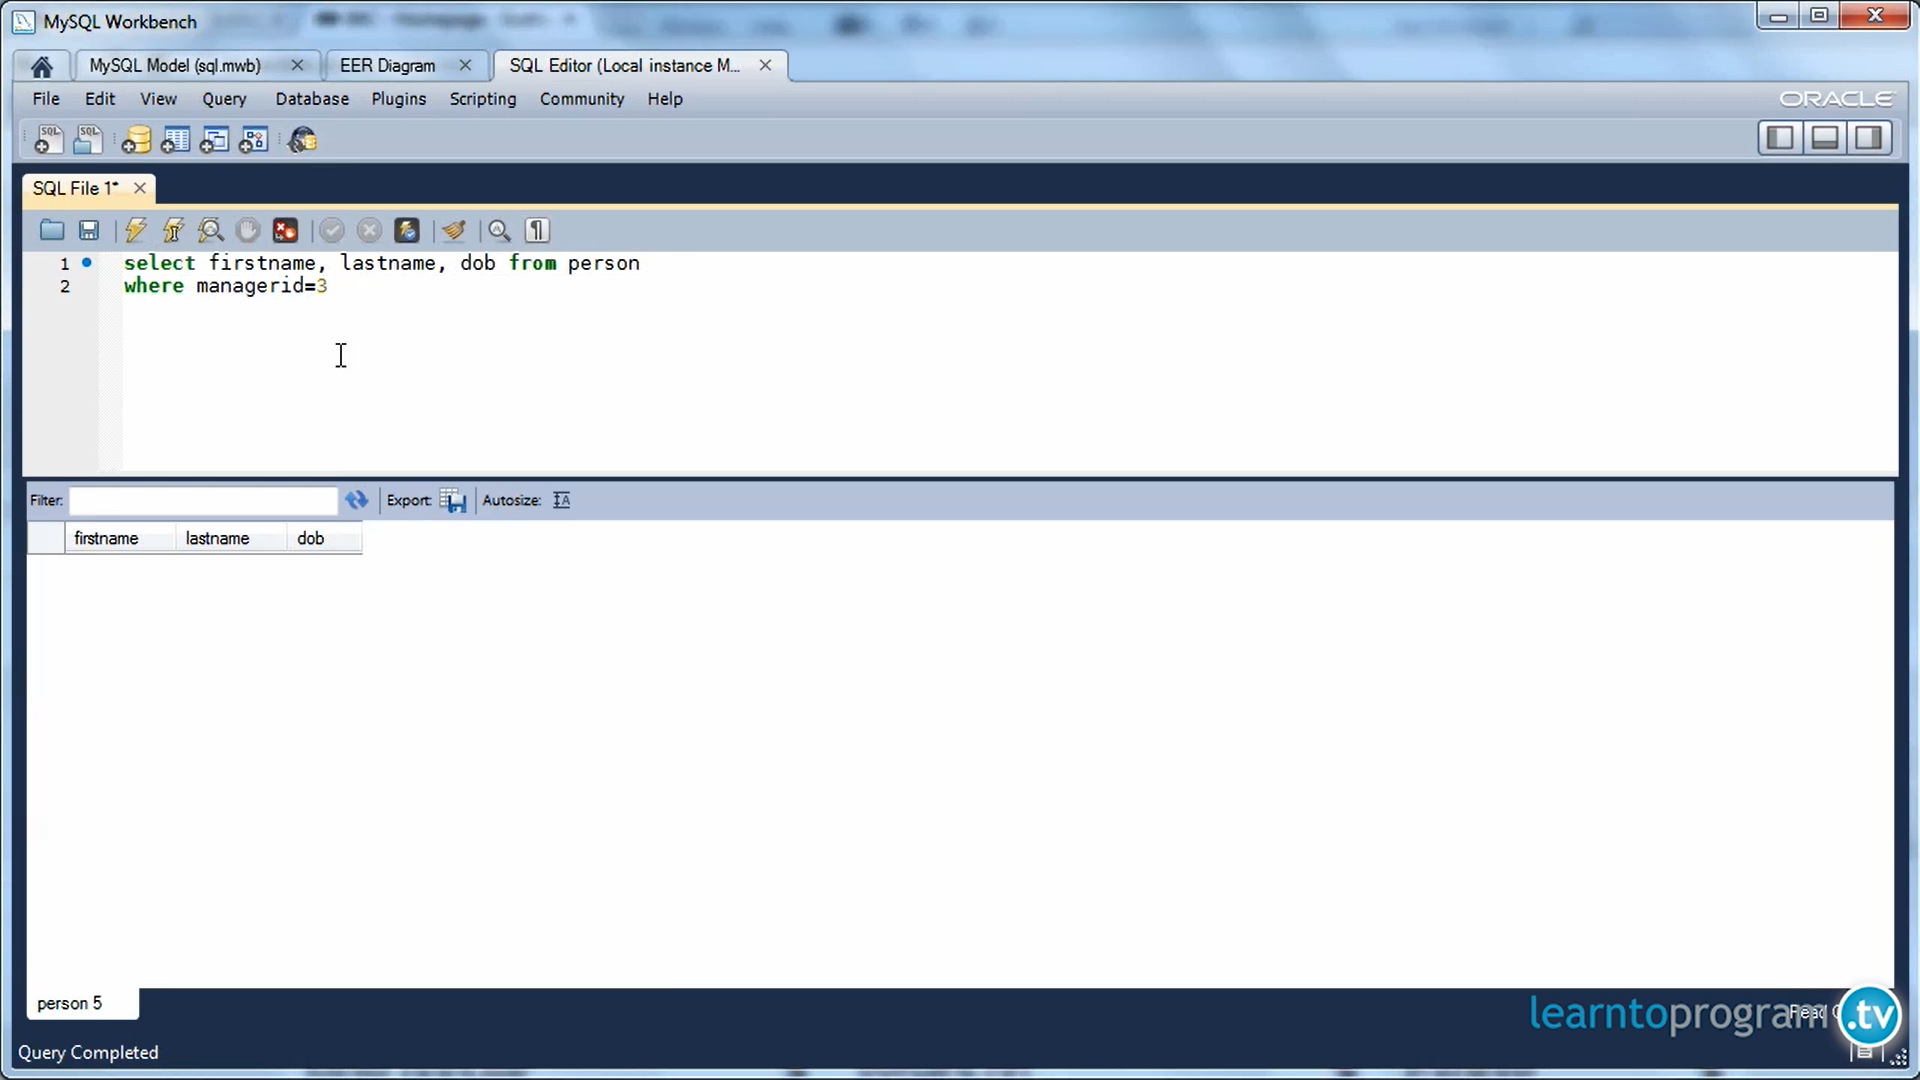 MySQL Workbench
MySQL Model (sql.mwb)
EER Diagram
SQL Editor (Local instance M...
File Edit View Query Database Plugins Scripting Community Help
ORACLE
SQL SQL
SQL File 1*
1 select firstname, lastname, dob from person
2 where managerid=3
Filter: Export: Autosize:
firstname lastname dob
person 5
learntoprogram.tv
Query Completed